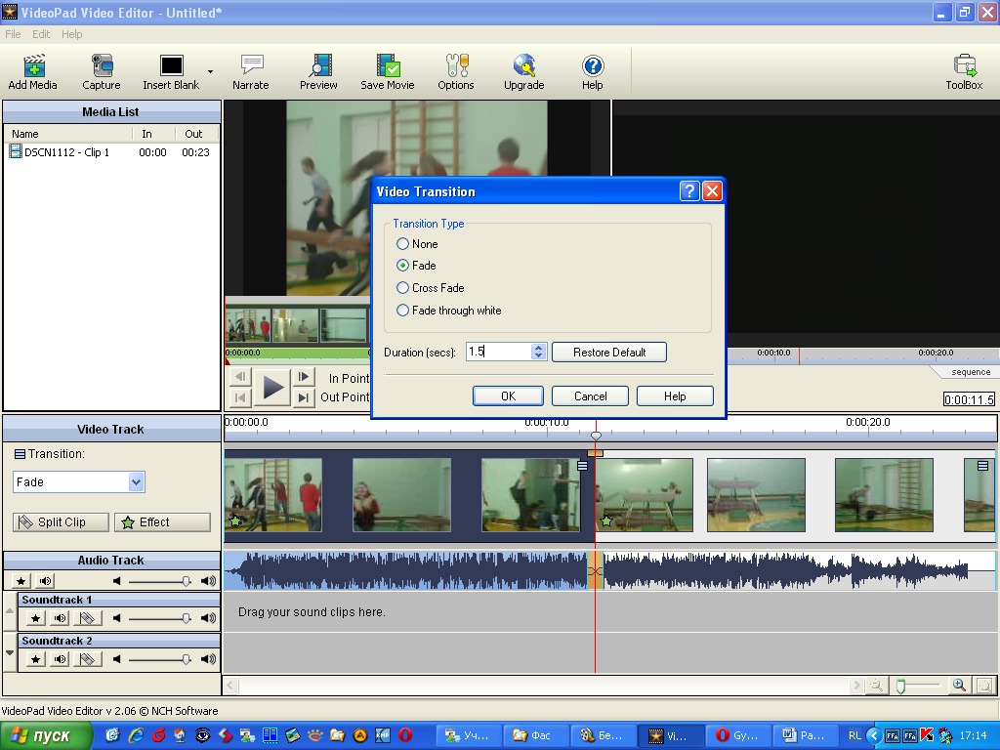 VideoPad Video Editor - Untitled*
File Edit Help
Add Media Capture Insert Blank Narrate Preview Save Movie Options Upgrade Help ToolBox
Media List
Name In Out
DSCN1112 - Clip 1 00:00 00:23
Video Transition
Transition Type
None
Fade
Cross Fade
Fade through white
Duration (secs): 1.5 Restore Default
OK Cancel Help
0:00:00.0 0:00:10.0 0:00:20.0
In Point
Out Point
sequence
0:00:11.5
Video Track
0:00:00.0 0:00:10.0 0:00:20.0
Transition:
Fade
Split Clip Effect
Audio Track
Soundtrack 1
Drag your sound clips here.
Soundtrack 2
VideoPad Video Editor v 2.06 © NCH Software
пуск Уч... Фас Бе... Vi... Gy... Ра... RL 17:14